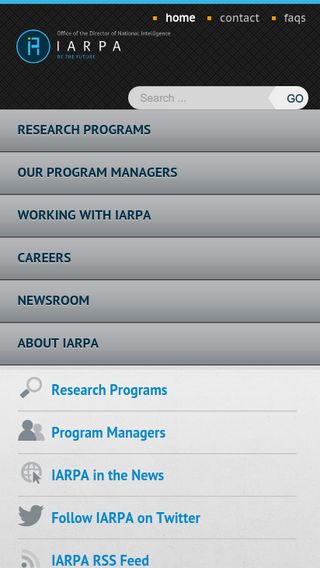 home contact faqs
Office of the Director of National Intelligence
IARPA
BE THE FUTURE
Search ... GO
RESEARCH PROGRAMS
OUR PROGRAM MANAGERS
WORKING WITH IARPA
CAREERS
NEWSROOM
ABOUT IARPA
Research Programs
Program Managers
IARPA in the News
Follow IARPA on Twitter
IARPA RSS Feed